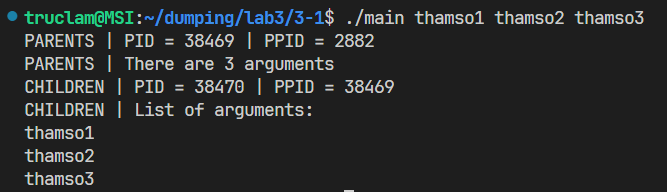 truclam@MSI:~/dumping/lab3/3-1$ ./main thamso1 thamso2 thamso3
PARENTS | PID = 38469 | PPID = 2882
PARENTS | There are 3 arguments
CHILDREN | PID = 38470 | PPID = 38469
CHILDREN | List of arguments:
thamso1
thamso2
thamso3